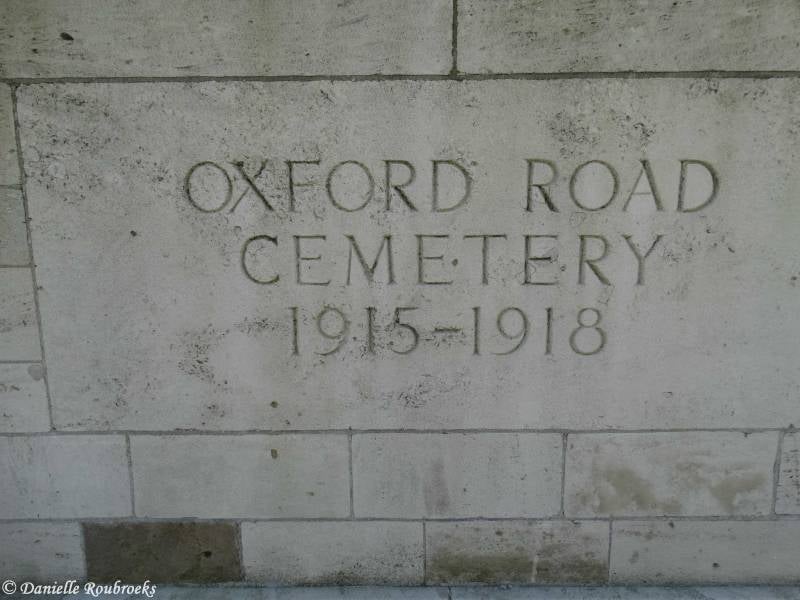 OXFORD ROAD
CEMETERY
1915-1918
© Danielle Roubroeks